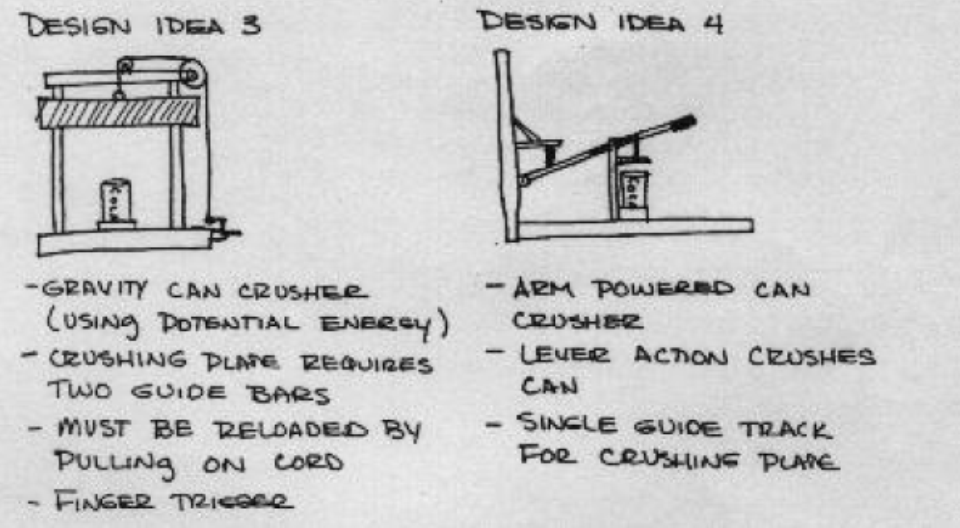 DESIGN IDEA 3
KOLA
- GRAVITY CAN CRUSHER
(USING POTENTIAL ENERGY)
- CRUSHING PLATE REQUIRES
TWO GUIDE BARS
- MUST BE RELOADED BY
PULLING ON CORD
- FINGER TRIGGER
DESIGN IDEA 4
KOLA
- ARM POWERED CAN
CRUSHER
- LEVER ACTION CRUSHES
CAN
- SINGLE GUIDE TRACK
FOR CRUSHING PLATE